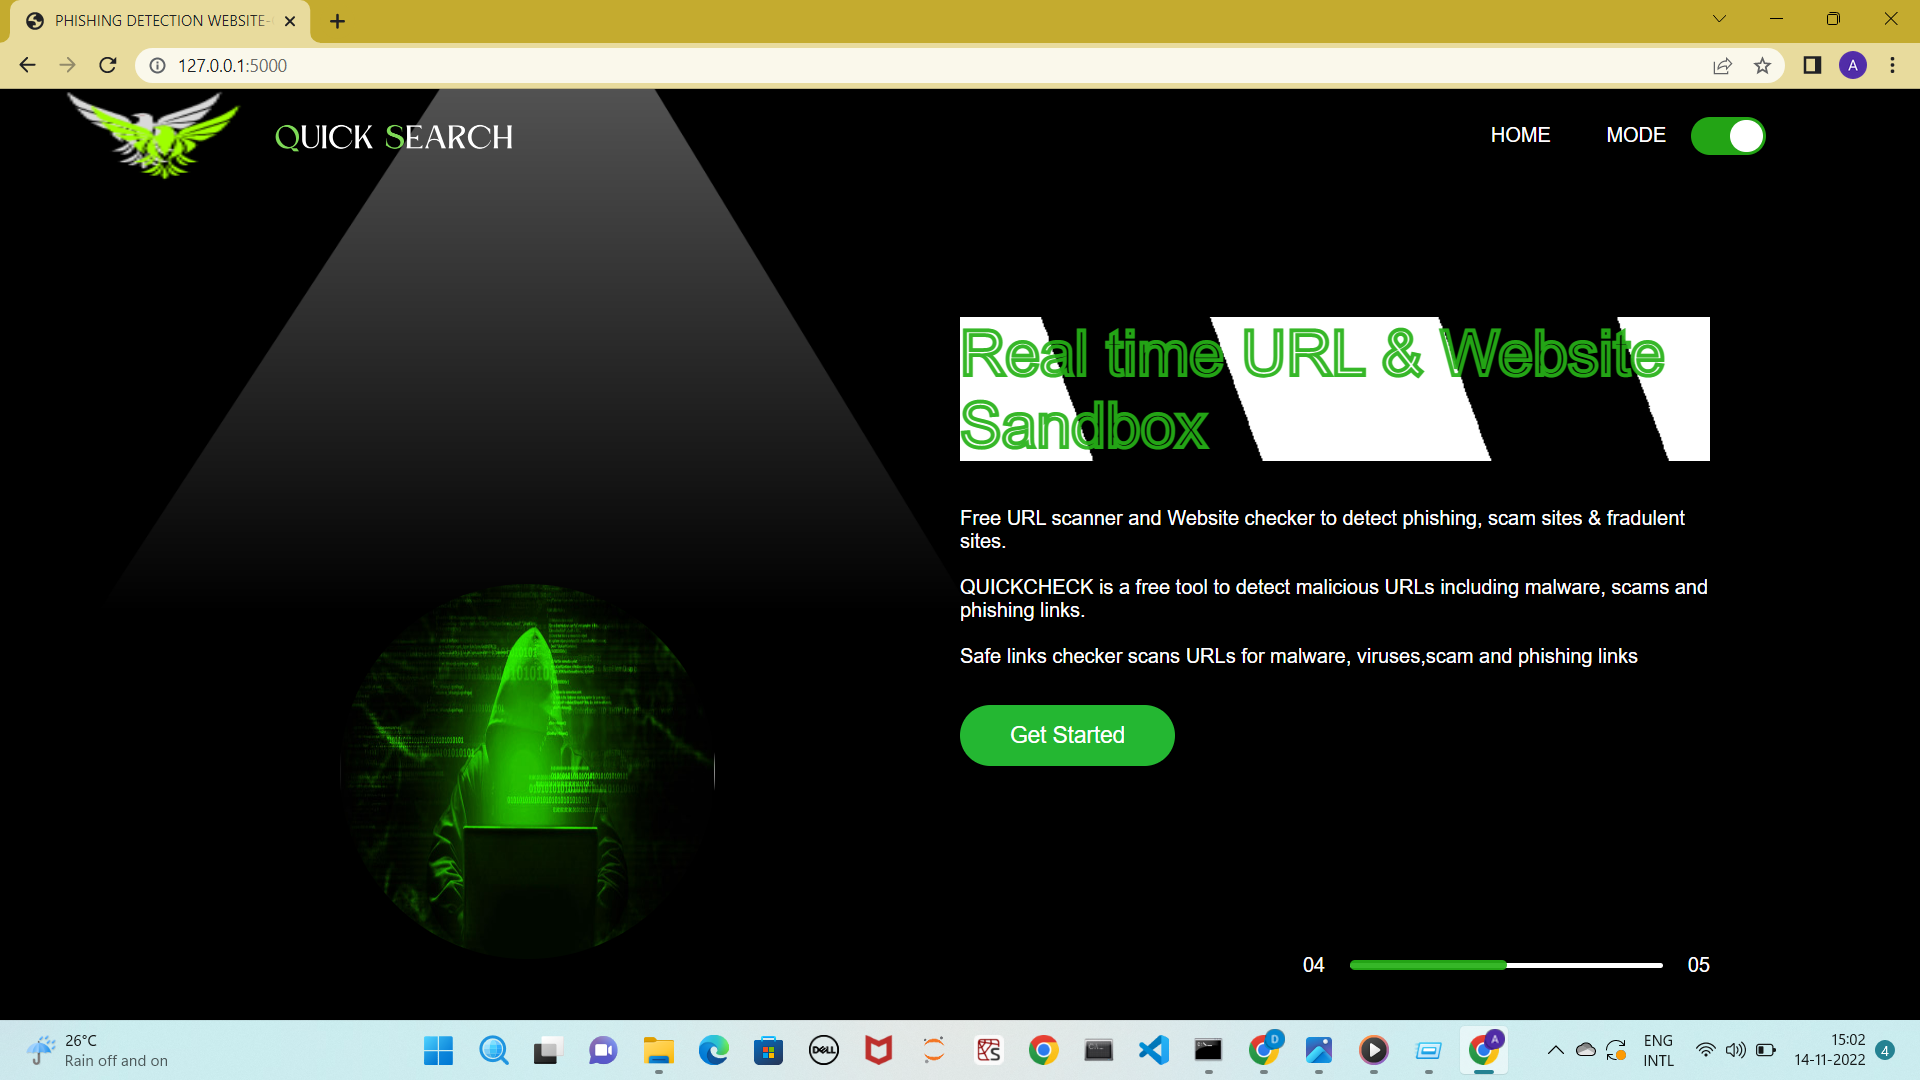 PHISHING DETECTION WEBSITE-
127.0.0.1:5000
QUICK SEARCH
HOME
MODE
Real time URL & Website
Sandbox
Free URL scanner and Website checker to detect phishing, scam sites & fradulent
sites.
QUICKCHECK is a free tool to detect malicious URLs including malware, scams and
phishing links.
Safe links checker scans URLs for malware, viruses,scam and phishing links
Get Started
04
05
26°C
Rain off and on
DELL
D
A
A
ENG
INTL
15:02
14-11-2022
4